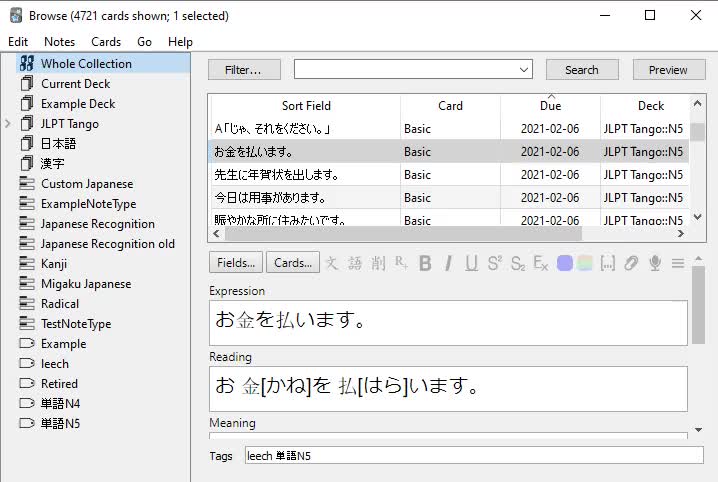 Browse (4721 cards shown; 1 selected)
Edit Notes Cards Go Help
Whole Collection
Current Deck
Example Deck
JLPT Tango
日本語
漢字
Custom Japanese
ExampleNoteType
Japanese Recognition
Japanese Recognition old
Kanji
Migaku Japanese
Radical
TestNoteType
Example
leech
Retired
単語N4
単語N5
Filter... Search Preview
Sort Field Card Due Deck
A「じゃ、それをください。」 Basic 2021-02-06 JLPT Tango::N5
お金を払います。 Basic 2021-02-06 JLPT Tango::N5
先生に年賀状を出します。 Basic 2021-02-06 JLPT Tango::N5
今日は用事があります。 Basic 2021-02-06 JLPT Tango::N5
賑やかな所に住みたいです。 Basic 2021-02-06 JLPT Tango::N5
Fields... Cards... 文 語 削 R+ B I U S² S₂ Ex [...]
Expression
お金を払います。
Reading
お 金[かね]を 払[はら]います。
Meaning
Tags leech 単語N5